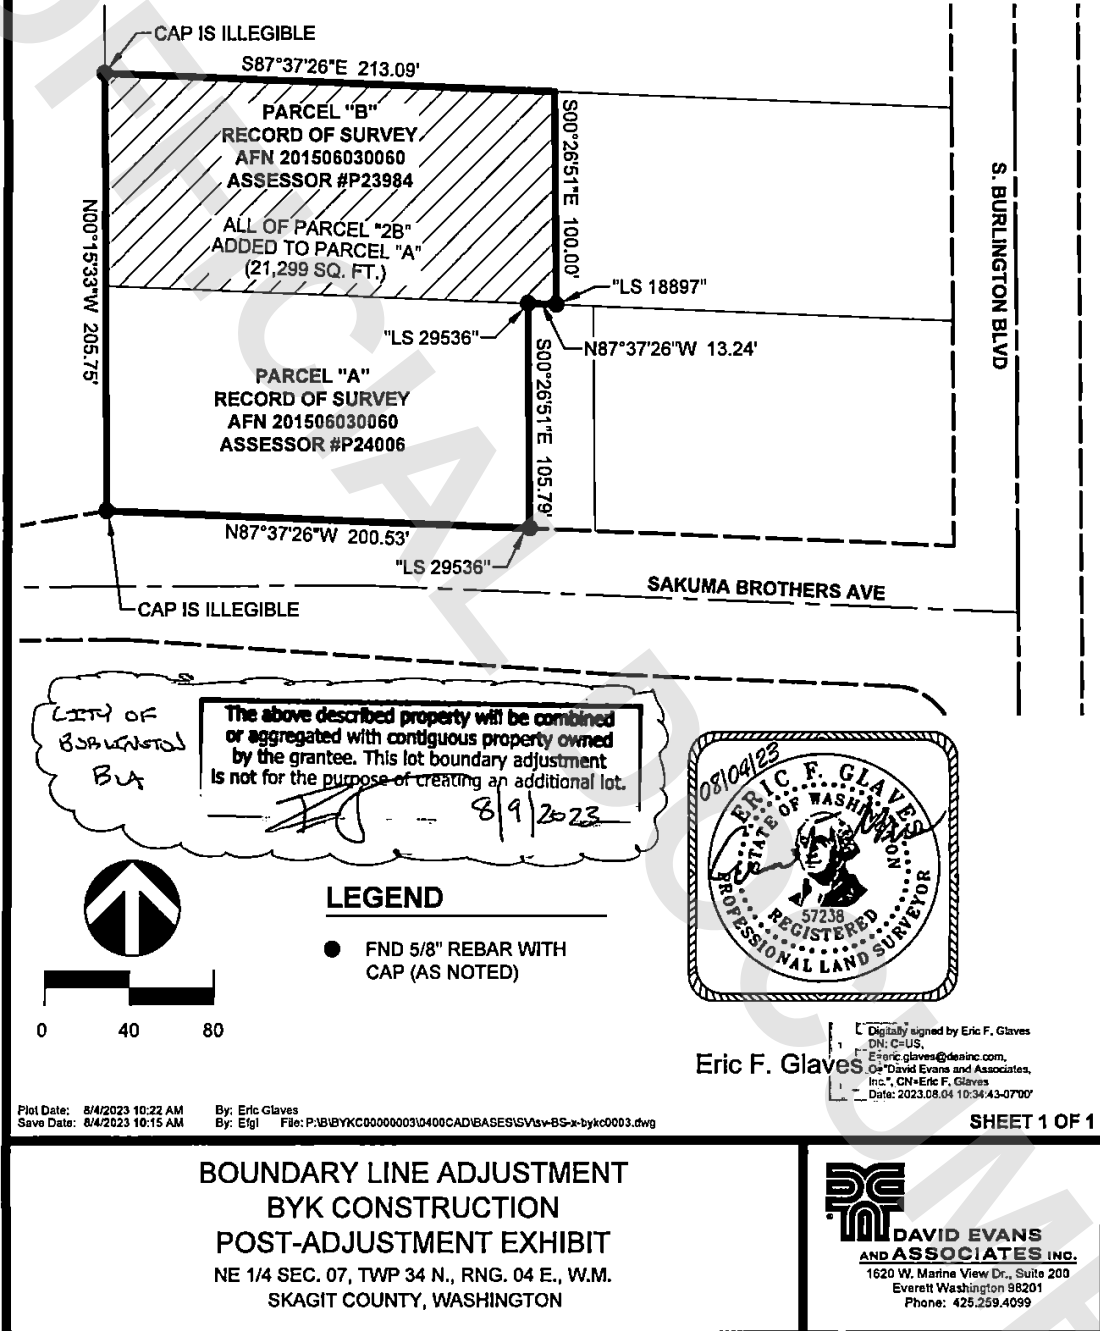 CAP IS ILLEGIBLE
S87°37'26"E 213.09'
PARCEL "B"
RECORD OF SURVEY
AFN 201506030060
ASSESSOR #P23984
ALL OF PARCEL "2B"
ADDED TO PARCEL "A"
(21,299 SQ. FT.)
S00°26'51"E 100.00'
N00°15'33"W 205.75'
S. BURLINGTON BLVD
"LS 18897"
"LS 29536"
N87°37'26"W 13.24'
S00°26'51"E 105.79'
PARCEL "A"
RECORD OF SURVEY
AFN 201506030060
ASSESSOR #P24006
N87°37'26"W 200.53'
"LS 29536"
SAKUMA BROTHERS AVE
CAP IS ILLEGIBLE
CITY OF
BURLINGTON
BLA
The above described property will be combined
or aggregated with contiguous property owned
by the grantee. This lot boundary adjustment
is not for the purpose of creating an additional lot.
8/9/2023
08/04/23
ERIC F. GLAVES
STATE OF WASHINGTON
57238
REGISTERED
PROFESSIONAL LAND SURVEYOR
LEGEND
FND 5/8" REBAR WITH
CAP (AS NOTED)
0 40 80
Eric F. Glaves
Digitally signed by Eric F. Glaves
DN: C=US,
E=eric.glaves@deainc.com,
O="David Evans and Associates,
Inc.", CN=Eric F. Glaves
Date: 2023.08.04 10:34:43-07'00'
Plot Date: 8/4/2023 10:22 AM By: Eric Glaves
Save Date: 8/4/2023 10:15 AM By: Efgl File: P:\B\BYKC00000003\0400CAD\BASES\SV\sv-BS-x-bykc0003.dwg
SHEET 1 OF 1
BOUNDARY LINE ADJUSTMENT
BYK CONSTRUCTION
POST-ADJUSTMENT EXHIBIT
NE 1/4 SEC. 07, TWP 34 N., RNG. 04 E., W.M.
SKAGIT COUNTY, WASHINGTON
DAVID EVANS
AND ASSOCIATES INC.
1620 W. Marine View Dr., Suite 200
Everett Washington 98201
Phone: 425.259.4099